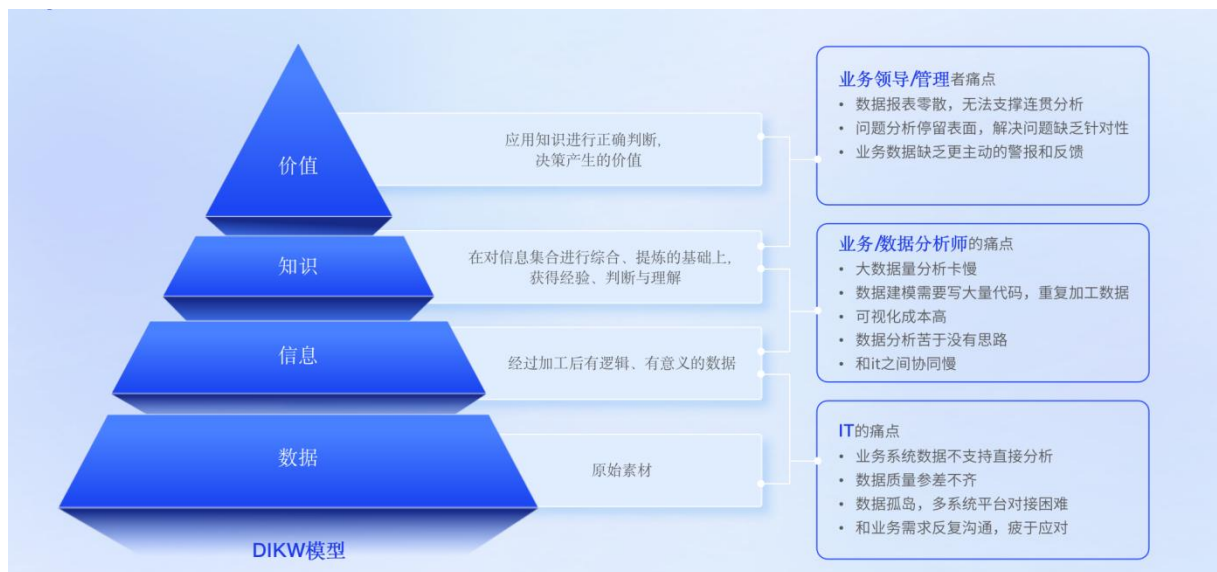 价值
应用知识进行正确判断,
决策产生的价值
知识
在对信息集合进行综合、提炼的基础上,
获得经验、判断与理解
信息
经过加工后有逻辑、有意义的数据
数据
原始素材
DIKW模型
业务领导/管理者痛点
• 数据报表零散，无法支撑连贯分析
• 问题分析停留表面，解决问题缺乏针对性
• 业务数据缺乏更主动的警报和反馈
业务/数据分析师的痛点
• 大数据量分析卡慢
• 数据建模需要写大量代码，重复加工数据
• 可视化成本高
• 数据分析苦于没有思路
• 和it之间协同慢
IT的痛点
• 业务系统数据不支持直接分析
• 数据质量参差不齐
• 数据孤岛，多系统平台对接困难
• 和业务需求反复沟通，疲于应对